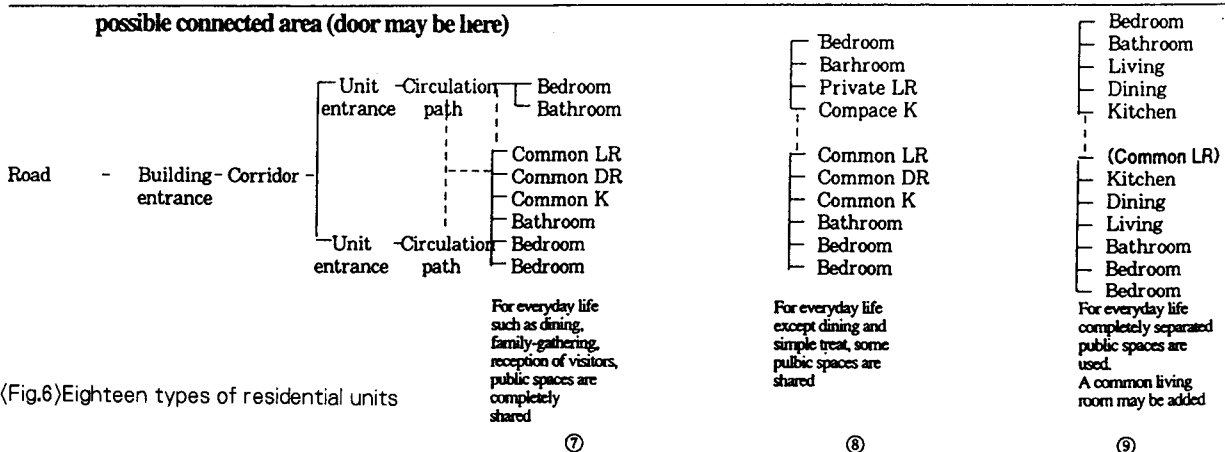 possible connected area (door may be here)
Road - Building entrance - Corridor -
Unit entrance - Circulation path
Bedroom
Bathroom
Common LR
Common DR
Common K
Bathroom
Unit entrance - Circulation path
Bedroom
Bedroom
For everyday life
such as dining,
family-gathering,
reception of visitors,
public spaces are
completely
shared
⑦
Bedroom
Barhroom
Private LR
Compace K
Common LR
Common DR
Common K
Bathroom
Bedroom
Bedroom
For everyday life
except dining and
simple treat, some
pulbic spaces are
shared
⑧
Bedroom
Bathroom
Living
Dining
Kitchen
(Common LR)
Kitchen
Dining
Living
Bathroom
Bedroom
Bedroom
For everyday life
completely separated
public spaces are
used.
A common living
room may be added
⑨
⟨Fig.6⟩Eighteen types of residential units